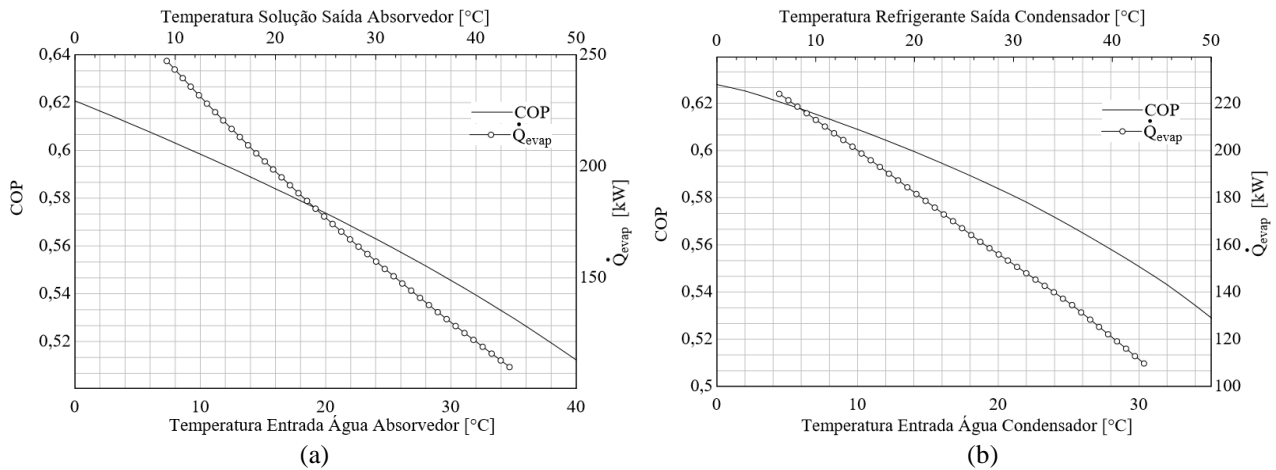 Temperatura Solução Saída Absorvedor [°C]
0 10 20 30 40 50
0,64 0,62 0,6 0,58 0,56 0,54 0,52
COP
250 200 150
Q̇evap [kW]
COP
Q̇evap
0 10 20 30 40
Temperatura Entrada Água Absorvedor [°C]
(a)
Temperatura Refrigerante Saída Condensador [°C]
0 10 20 30 40 50
0,62 0,6 0,58 0,56 0,54 0,52 0,5
COP
220 200 180 160 140 120 100
Q̇evap [kW]
COP
Q̇evap
0 10 20 30
Temperatura Entrada Água Condensador [°C]
(b)